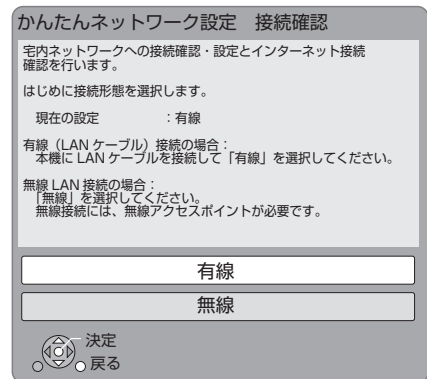 かんたんネットワーク設定　接続確認
宅内ネットワークへの接続確認・設定とインターネット接続
確認を行います。
はじめに接続形態を選択します。
現在の設定　　　：有線
有線（LAN ケーブル）接続の場合：
本機に LAN ケーブルを接続して「有線」を選択してください。
無線 LAN 接続の場合：
「無線」を選択してください。
無線接続には、無線アクセスポイントが必要です。
有線
無線
決定
戻る